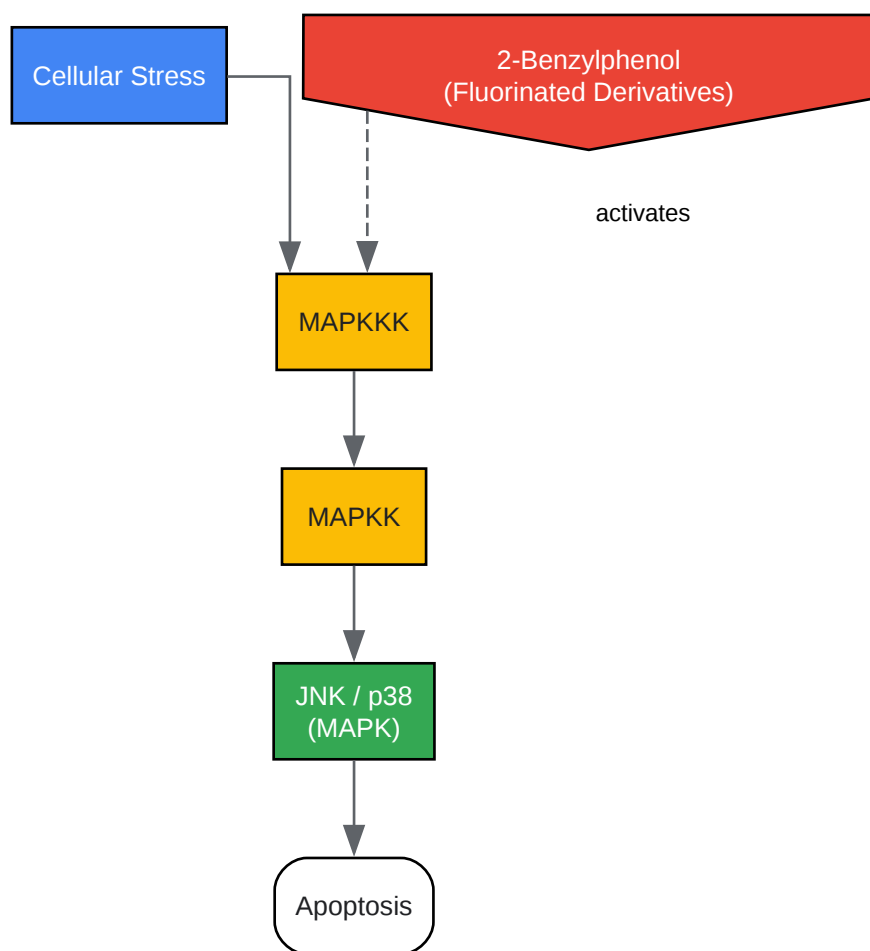 Cellular Stress
2-Benzylphenol
(Fluorinated Derivatives)
activates
MAPKKK
MAPKK
JNK / p38
(MAPK)
Apoptosis